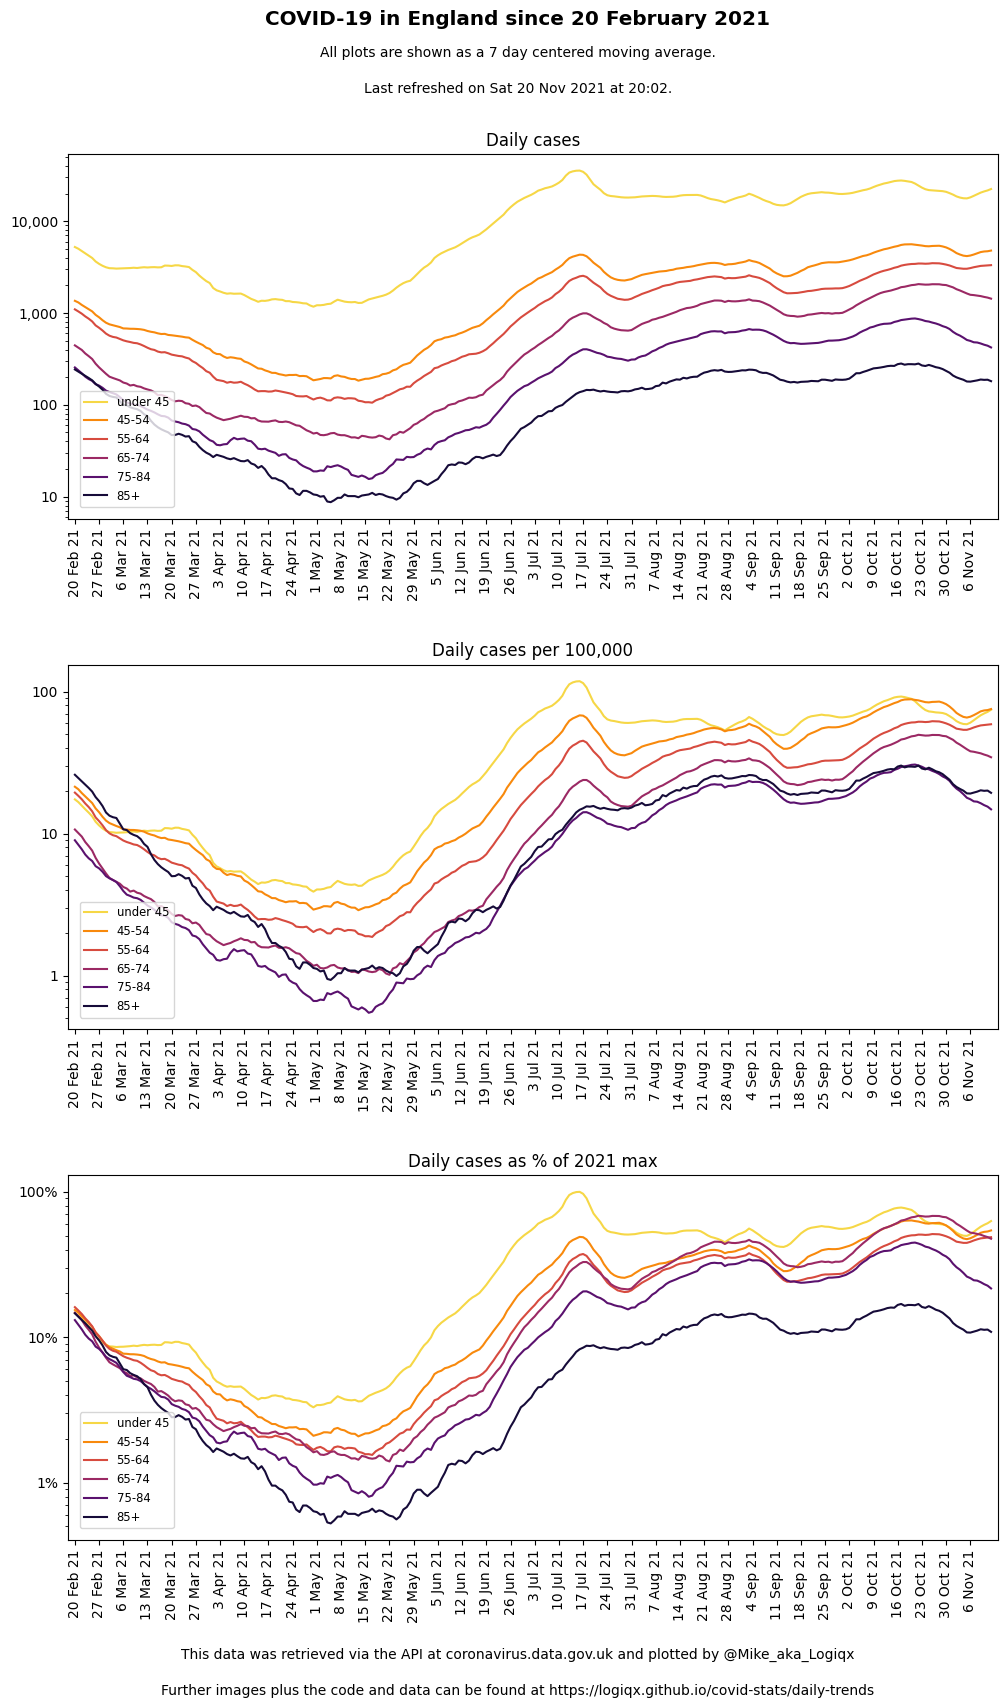 COVID-19 in England since 20 February 2021
All plots are shown as a 7 day centered moving average.
Last refreshed on Sat 20 Nov 2021 at 20:02.
Daily cases
10,000
1,000
100
10
under 45
45-54
55-64
65-74
75-84
85+
20 Feb 21
27 Feb 21
6 Mar 21
13 Mar 21
20 Mar 21
27 Mar 21
3 Apr 21
10 Apr 21
17 Apr 21
24 Apr 21
1 May 21
8 May 21
15 May 21
22 May 21
29 May 21
5 Jun 21
12 Jun 21
19 Jun 21
26 Jun 21
3 Jul 21
10 Jul 21
17 Jul 21
24 Jul 21
31 Jul 21
7 Aug 21
14 Aug 21
21 Aug 21
28 Aug 21
4 Sep 21
11 Sep 21
18 Sep 21
25 Sep 21
2 Oct 21
9 Oct 21
16 Oct 21
23 Oct 21
30 Oct 21
6 Nov 21
Daily cases per 100,000
100
10
1
under 45
45-54
55-64
65-74
75-84
85+
20 Feb 21
27 Feb 21
6 Mar 21
13 Mar 21
20 Mar 21
27 Mar 21
3 Apr 21
10 Apr 21
17 Apr 21
24 Apr 21
1 May 21
8 May 21
15 May 21
22 May 21
29 May 21
5 Jun 21
12 Jun 21
19 Jun 21
26 Jun 21
3 Jul 21
10 Jul 21
17 Jul 21
24 Jul 21
31 Jul 21
7 Aug 21
14 Aug 21
21 Aug 21
28 Aug 21
4 Sep 21
11 Sep 21
18 Sep 21
25 Sep 21
2 Oct 21
9 Oct 21
16 Oct 21
23 Oct 21
30 Oct 21
6 Nov 21
Daily cases as % of 2021 max
100%
10%
1%
under 45
45-54
55-64
65-74
75-84
85+
20 Feb 21
27 Feb 21
6 Mar 21
13 Mar 21
20 Mar 21
27 Mar 21
3 Apr 21
10 Apr 21
17 Apr 21
24 Apr 21
1 May 21
8 May 21
15 May 21
22 May 21
29 May 21
5 Jun 21
12 Jun 21
19 Jun 21
26 Jun 21
3 Jul 21
10 Jul 21
17 Jul 21
24 Jul 21
31 Jul 21
7 Aug 21
14 Aug 21
21 Aug 21
28 Aug 21
4 Sep 21
11 Sep 21
18 Sep 21
25 Sep 21
2 Oct 21
9 Oct 21
16 Oct 21
23 Oct 21
30 Oct 21
6 Nov 21
This data was retrieved via the API at coronavirus.data.gov.uk and plotted by @Mike_aka_Logiqx
Further images plus the code and data can be found at https://logiqx.github.io/covid-stats/daily-trends